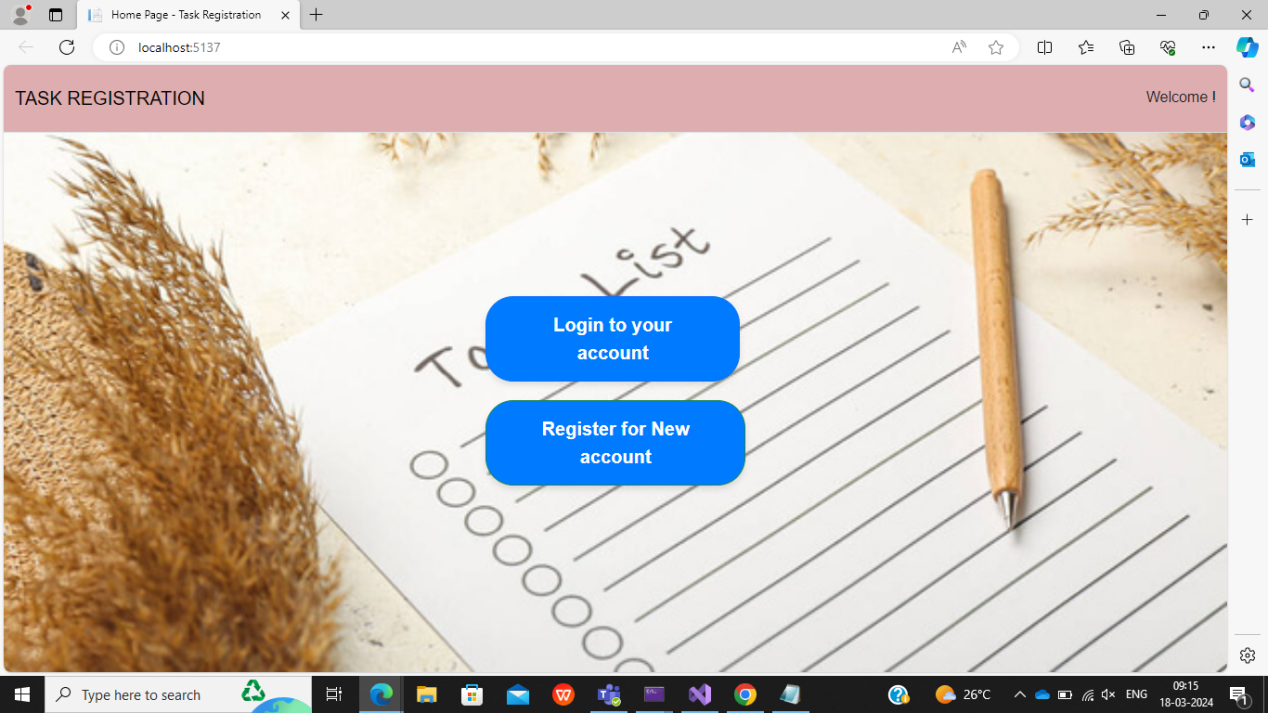 Home Page - Task Registration
localhost:5137
TASK REGISTRATION
Welcome !
List
To
Login to your
account
Register for New
account
Type here to search
26°C
ENG
09:15
18-03-2024
1